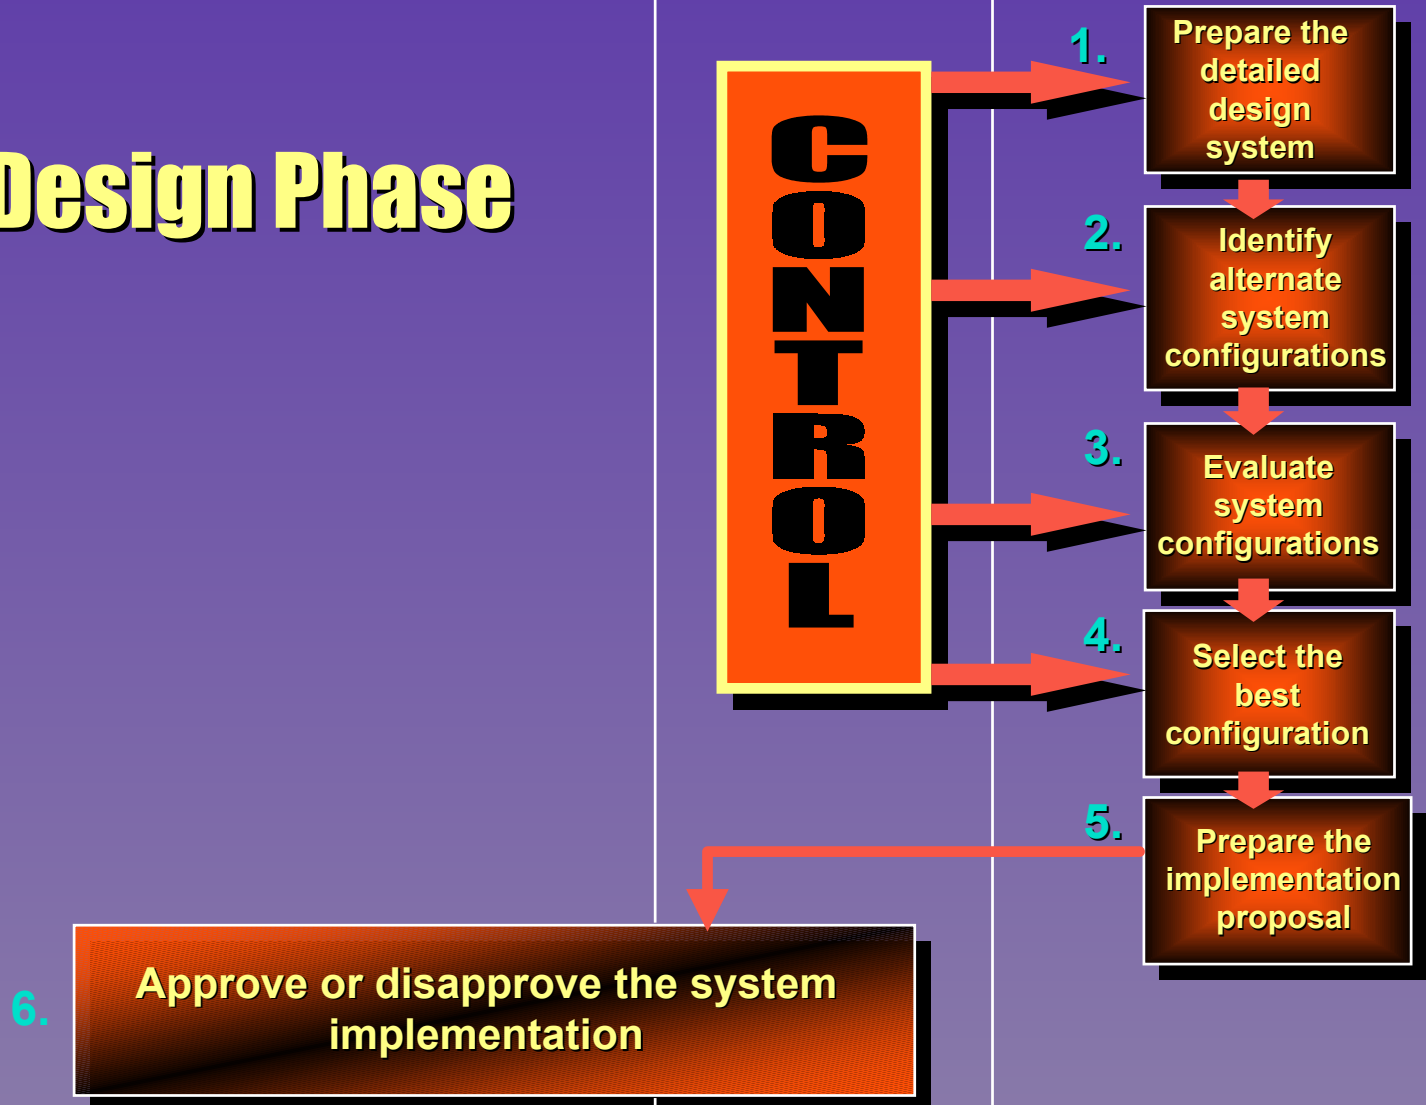 Design Phase
CONTROL
1.
Prepare the
detailed
design
system
2.
Identify
alternate
system
configurations
3.
Evaluate
system
configurations
4.
Select the
best
configuration
5.
Prepare the
implementation
proposal
6.
Approve or disapprove the system
implementation